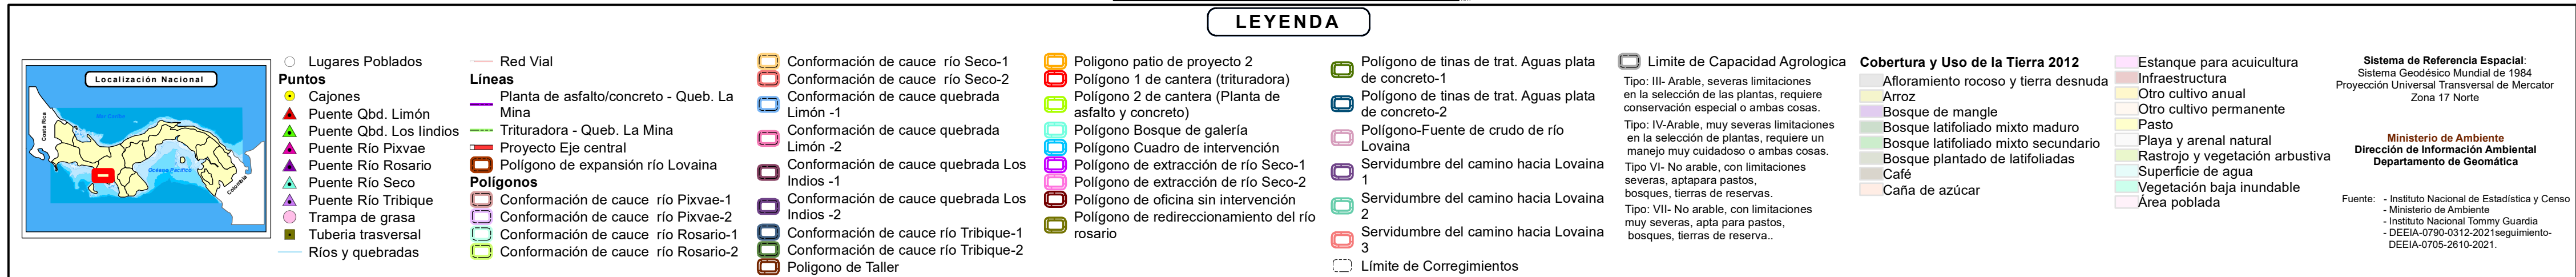 LEYENDA
Localización Nacional
Mar Caribe
Costa Rica
Océano Pacífico
Colombia
Lugares Poblados
Puntos
Cajones
Puente Qbd. Limón
Puente Qbd. Los Iindios
Puente Río Pixvae
Puente Río Rosario
Puente Río Seco
Puente Río Tribique
Trampa de grasa
Tuberia trasversal
Ríos y quebradas
Red Vial
Líneas
Planta de asfalto/concreto - Queb. La
Mina
Trituradora - Queb. La Mina
Proyecto Eje central
Polígono de expansión río Lovaina
Polígonos
Conformación de cauce río Pixvae-1
Conformación de cauce río Pixvae-2
Conformación de cauce río Rosario-1
Conformación de cauce río Rosario-2
Conformación de cauce río Seco-1
Conformación de cauce río Seco-2
Conformación de cauce quebrada
Limón -1
Conformación de cauce quebrada
Limón -2
Conformación de cauce quebrada Los
Indios -1
Conformación de cauce quebrada Los
Indios -2
Conformación de cauce río Tribique-1
Conformación de cauce río Tribique-2
Poligono de Taller
Poligono patio de proyecto 2
Polígono 1 de cantera (trituradora)
Polígono 2 de cantera (Planta de
asfalto y concreto)
Polígono Bosque de galería
Polígono Cuadro de intervención
Polígono de extracción de río Seco-1
Polígono de extracción de río Seco-2
Polígono de oficina sin intervención
Polígono de redireccionamiento del río
rosario
Polígono de tinas de trat. Aguas plata
de concreto-1
Polígono de tinas de trat. Aguas plata
de concreto-2
Polígono-Fuente de crudo de río
Lovaina
Servidumbre del camino hacia Lovaina
1
Servidumbre del camino hacia Lovaina
2
Servidumbre del camino hacia Lovaina
3
Límite de Corregimientos
Limite de Capacidad Agrologica
Tipo: III- Arable, severas limitaciones
en la selección de las plantas, requiere
conservación especial o ambas cosas.
Tipo: IV-Arable, muy severas limitaciones
en la selección de plantas, requiere un
manejo muy cuidadoso o ambas cosas.
Tipo VI- No arable, con limitaciones
severas, aptapara pastos,
bosques, tierras de reservas.
Tipo: VII- No arable, con limitaciones
muy severas, apta para pastos,
bosques, tierras de reserva..
Cobertura y Uso de la Tierra 2012
Afloramiento rocoso y tierra desnuda
Arroz
Bosque de mangle
Bosque latifoliado mixto maduro
Bosque latifoliado mixto secundario
Bosque plantado de latifoliadas
Café
Caña de azúcar
Estanque para acuicultura
Infraestructura
Otro cultivo anual
Otro cultivo permanente
Pasto
Playa y arenal natural
Rastrojo y vegetación arbustiva
Superficie de agua
Vegetación baja inundable
Área poblada
Sistema de Referencia Espacial:
Sistema Geodésico Mundial de 1984
Proyección Universal Transversal de Mercator
Zona 17 Norte
Ministerio de Ambiente
Dirección de Información Ambiental
Departamento de Geomática
Fuente: - Instituto Nacional de Estadística y Censo
- Ministerio de Ambiente
- Instituto Nacional Tommy Guardia
- DEEIA-0790-0312-2021seguimiento-
DEEIA-0705-2610-2021.